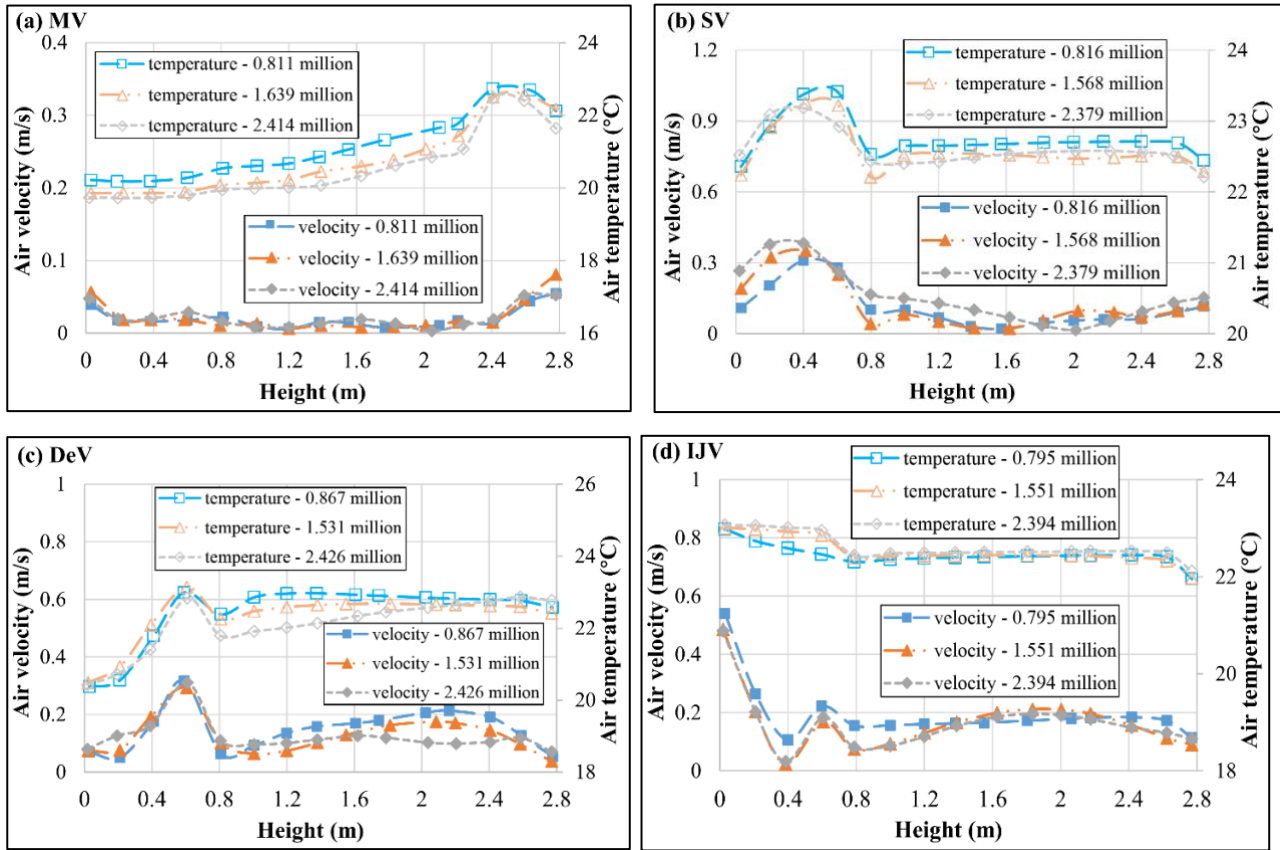 (a) MV
0.4
0.3
0.2
0.1
0
24
22
20
18
16
Air velocity (m/s)
Air temperature (°C)
temperature - 0.811 million
temperature - 1.639 million
temperature - 2.414 million
velocity - 0.811 million
velocity - 1.639 million
velocity - 2.414 million
0 0.4 0.8 1.2 1.6 2 2.4 2.8
Height (m)
(b) SV
1.2
0.9
0.6
0.3
0
24
23
22
21
20
Air velocity (m/s)
Air temperature (°C)
temperature - 0.816 million
temperature - 1.568 million
temperature - 2.379 million
velocity - 0.816 million
velocity - 1.568 million
velocity - 2.379 million
0 0.4 0.8 1.2 1.6 2 2.4 2.8
Height (m)
(c) DeV
1
0.8
0.6
0.4
0.2
0
26
24
22
20
18
Air velocity (m/s)
Air temperature (°C)
temperature - 0.867 million
temperature - 1.531 million
temperature - 2.426 million
velocity - 0.867 million
velocity - 1.531 million
velocity - 2.426 million
0 0.4 0.8 1.2 1.6 2 2.4 2.8
Height (m)
(d) IJV
1
0.8
0.6
0.4
0.2
0
24
22
20
18
Air velocity (m/s)
Air temperature (°C)
temperature - 0.795 million
temperature - 1.551 million
temperature - 2.394 million
velocity - 0.795 million
velocity - 1.551 million
velocity - 2.394 million
0 0.4 0.8 1.2 1.6 2 2.4 2.8
Height (m)